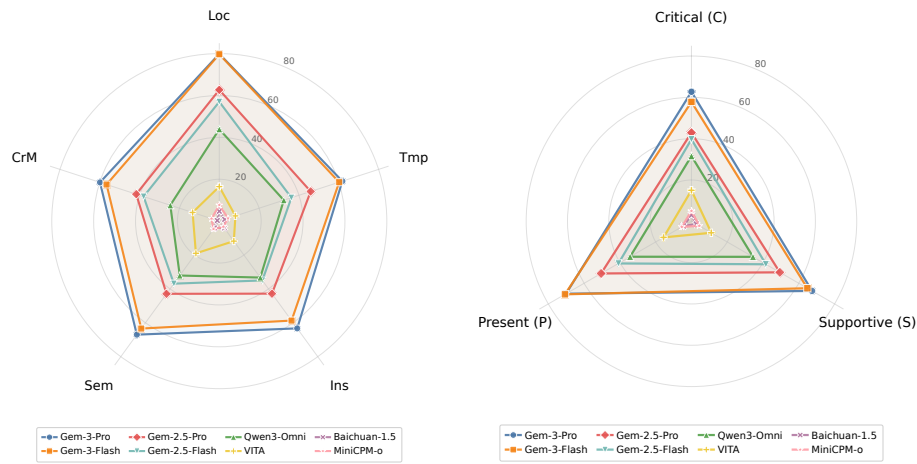 Loc
80
60
40
20
CrM
Tmp
Sem
Ins
Gem-3-Pro
Gem-2.5-Pro
Qwen3-Omni
Baichuan-1.5
Gem-3-Flash
Gem-2.5-Flash
VITA
MiniCPM-o
Critical (C)
80
60
40
20
Present (P)
Supportive (S)
Gem-3-Pro
Gem-2.5-Pro
Qwen3-Omni
Baichuan-1.5
Gem-3-Flash
Gem-2.5-Flash
VITA
MiniCPM-o